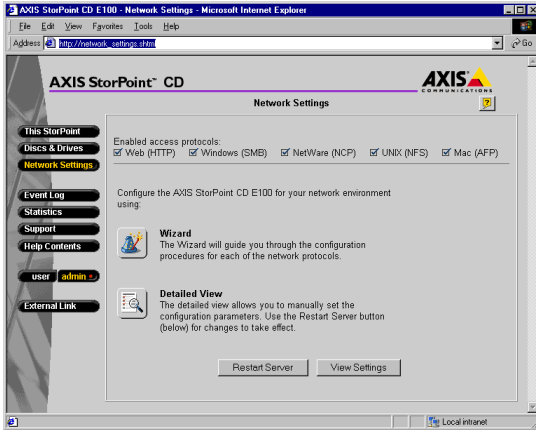 AXIS StorPoint CD E100 - Network Settings - Microsoft Internet Explorer
File Edit View Favorites Tools Help
Address http://network_settings.shtml Go
AXIS StorPoint™ CD
AXIS
COMMUNICATIONS
Network Settings
This StorPoint
Discs & Drives
Network Settings
Event Log
Statistics
Support
Help Contents
user admin
External Link
Enabled access protocols:
Web (HTTP) Windows (SMB) NetWare (NCP) UNIX (NFS) Mac (AFP)
Configure the AXIS StorPoint CD E100 for your network environment
using:
Wizard
The Wizard will guide you through the configuration
procedures for each of the network protocols.
Detailed View
The detailed view allows you to manually set the
configuration parameters. Use the Restart Server button
(below) for changes to take effect.
Restart Server View Settings
Local intranet